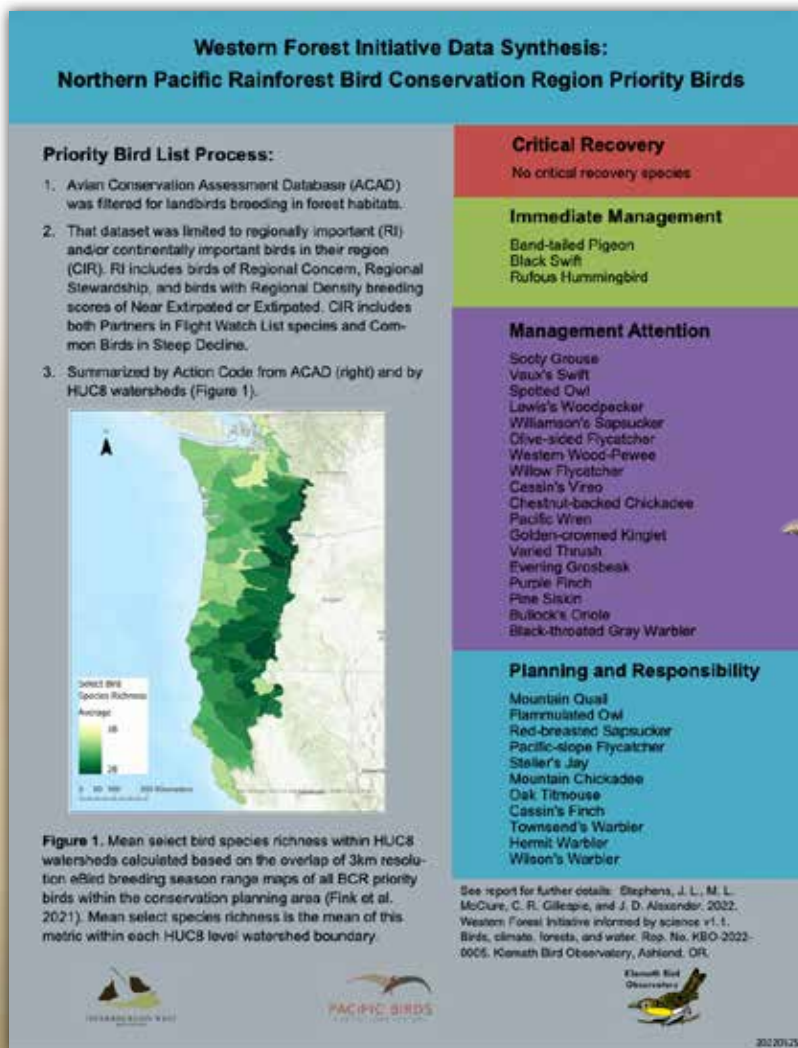 Western Forest Initiative Data Synthesis:
Northern Pacific Rainforest Bird Conservation Region Priority Birds
Priority Bird List Process:
1. Avian Conservation Assessment Database (ACAD)
was filtered for landbirds breeding in forest habitats.
2. That dataset was limited to regionally important (RI)
and/or continentally important birds in their region
(CIR). RI includes birds of Regional Concern, Regional
Stewardship, and birds with Regional Density breeding
scores of Near Extirpated or Extirpated. CIR includes
both Partners in Flight Watch List species and Com-
mon Birds in Steep Decline.
3. Summarized by Action Code from ACAD (right) and by
HUC8 watersheds (Figure 1).
Select Bird
Species Richness
Average
28
Figure 1. Mean select bird species richness within HUC8
watersheds calculated based on the overlap of 3km resolu-
tion eBird breeding season range maps of all BCR priority
birds within the conservation planning area (Fink et al.
2021). Mean select species richness is the mean of this
metric within each HUC8 level watershed boundary.
Critical Recovery
No critical recovery species
Immediate Management
Band-tailed Pigeon
Black Swift
Rufous Hummingbird
Management Attention
Sooty Grouse
Vaux's Swift
Spotted Owl
Lewis's Woodpecker
Williamson's Sapsucker
Olive-sided Flycatcher
Western Wood-Pewee
Willow Flycatcher
Cassin's Vireo
Chestnut-backed Chickadee
Pacific Wren
Golden-crowned Kinglet
Varied Thrush
Evening Grosbeak
Purple Finch
Pine Siskin
Bullock's Oriole
Black-throated Gray Warbler
Planning and Responsibility
Mountain Quail
Flammulated Owl
Red-breasted Sapsucker
Pacific-slope Flycatcher
Steller's Jay
Mountain Chickadee
Oak Titmouse
Cassin's Finch
Townsend's Warbler
Hermit Warbler
Wilson's Warbler
See report for further details: Stephens, J. L., M. L.
McClure, C. R. Gillespie, and J. D. Alexander. 2022.
Western Forest Initiative informed by science v1.1.
Birds, climate, forests, and water. Rep. No. KBO-2022-
0005. Klamath Bird Observatory, Ashland, OR.
INTERMOUNTAIN WEST
PACIFIC BIRDS
Klamath Bird
Observatory
20220125